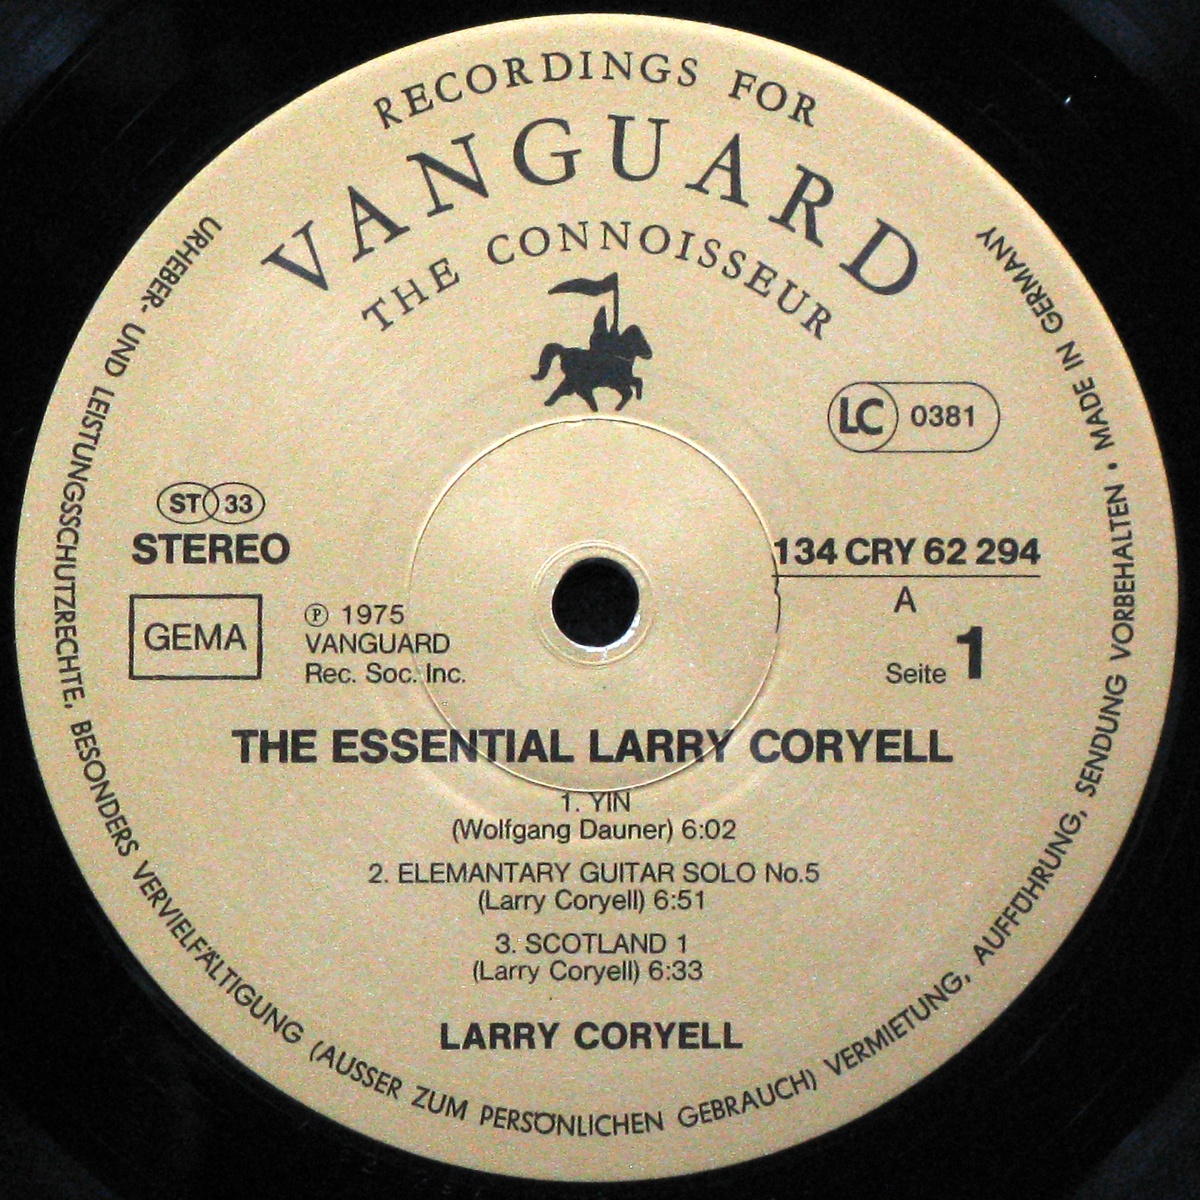 RECORDINGS FOR
VANGUARD
THE CONNOISSEUR
LC 0381
ST 33
STEREO
134 CRY 62 294
A
GEMA
℗ 1975
VANGUARD
Rec. Soc. Inc.
Seite 1
THE ESSENTIAL LARRY CORYELL
1. YIN
(Wolfgang Dauner) 6:02
2. ELEMANTARY GUITAR SOLO No.5
(Larry Coryell) 6:51
3. SCOTLAND 1
(Larry Coryell) 6:33
LARRY CORYELL
URHEBER- UND LEISTUNGSSCHUTZRECHTE, BESONDERS VERVIELFÄLTIGUNG (AUSSER ZUM PERSÖNLICHEN GEBRAUCH) VERMIETUNG, AUFFÜHRUNG, SENDUNG VORBEHALTEN • MADE IN GERMANY